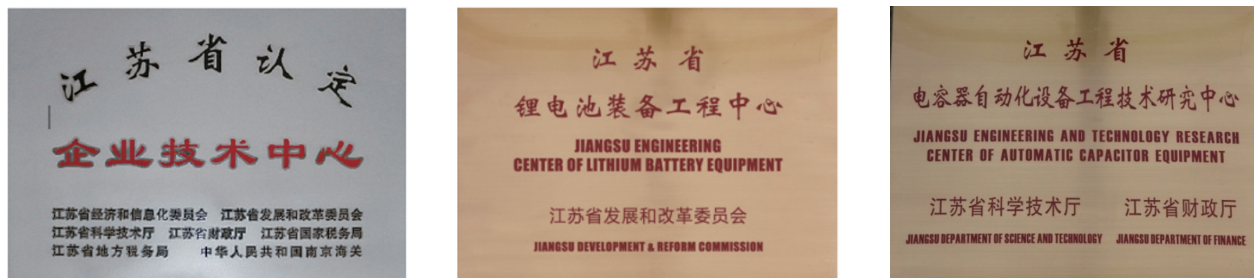 江苏省认定
企业技术中心
江苏省经济和信息化委员会 江苏省发展和改革委员会
江苏省科学技术厅 江苏省财政厅 江苏省国家税务局
江苏省地方税务局 中华人民共和国南京海关
江苏省
锂电池装备工程中心
JIANGSU ENGINEERING
CENTER OF LITHIUM BATTERY EQUIPMENT
江苏省发展和改革委员会
JIANGSU DEVELOPMENT & REFORM COMMISSION
江苏省
电容器自动化设备工程技术研究中心
JIANGSU ENGINEERING AND TECHNOLOGY RESEARCH
CENTER OF AUTOMATIC CAPACITOR EQUIPMENT
江苏省科学技术厅 江苏省财政厅
JIANGSU DEPARTMENT OF SCIENCE AND TECHNOLOGY JIANGSU DEPARTMENT OF FINANCE